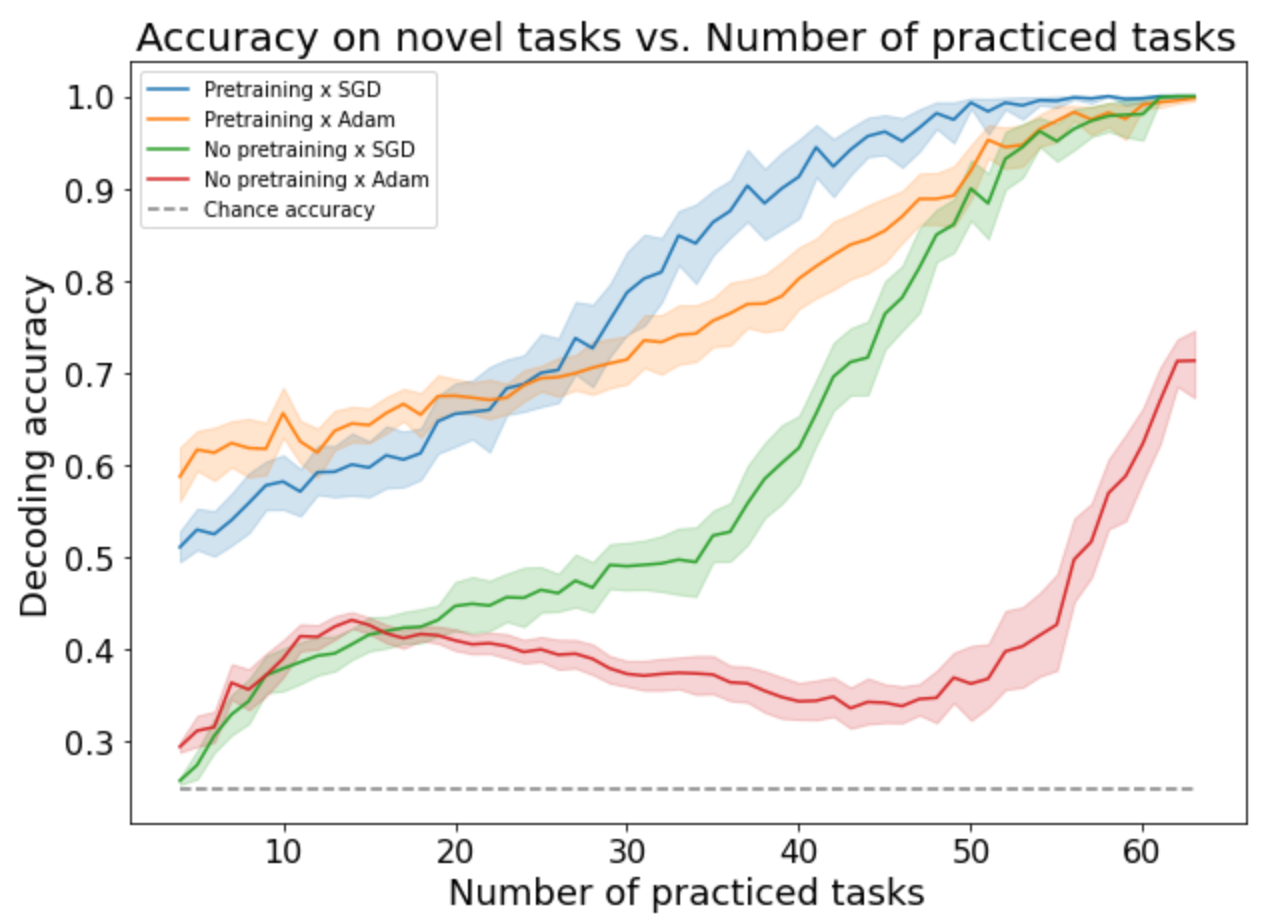 Accuracy on novel tasks vs. Number of practiced tasks
Pretraining x SGD
Pretraining x Adam
No pretraining x SGD
No pretraining x Adam
Chance accuracy
1.0
0.9
0.8
0.7
0.6
0.5
0.4
0.3
Decoding accuracy
10 20 30 40 50 60
Number of practiced tasks